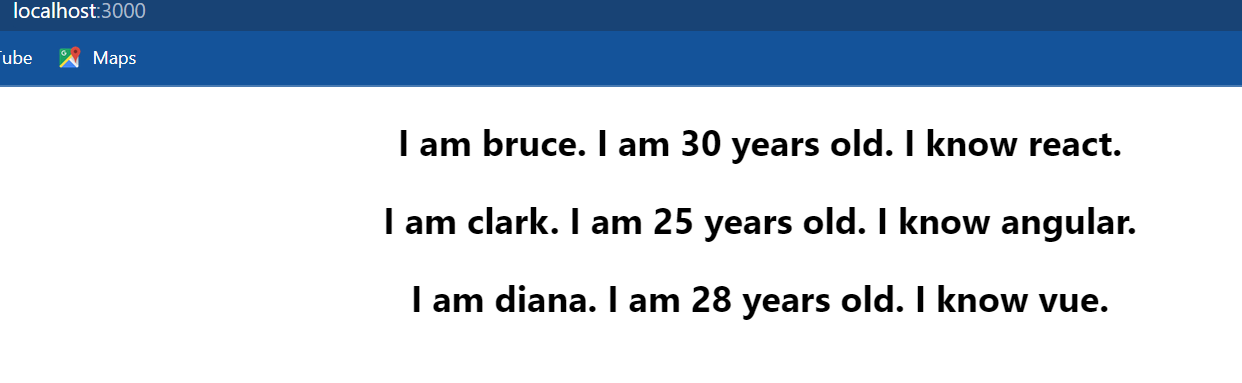 localhost:3000
Maps
I am bruce. I am 30 years old. I know react.
I am clark. I am 25 years old. I know angular.
I am diana. I am 28 years old. I know vue.